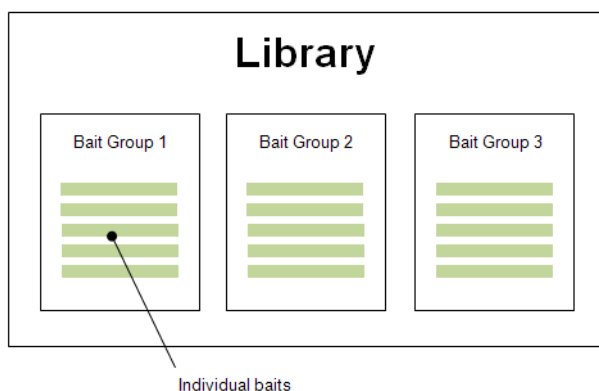 Library
Bait Group 1
Bait Group 2
Bait Group 3
Individual baits